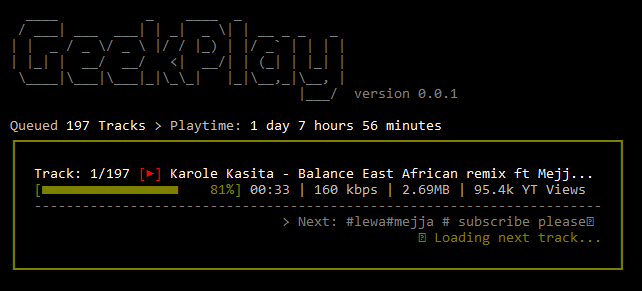 GeekPlay
version 0.0.1
Queued 197 Tracks > Playtime: 1 day 7 hours 56 minutes
Track: 1/197 [►] Karole Kasita - Balance East African remix ft Mejj...
[■■■■■■■■■■■■■■■■■ 81%] 00:33 | 160 kbps | 2.69MB | 95.4k YT Views
--------------------------------------------------------------------
> Next: #lewa#mejja # subscribe please
Loading next track...